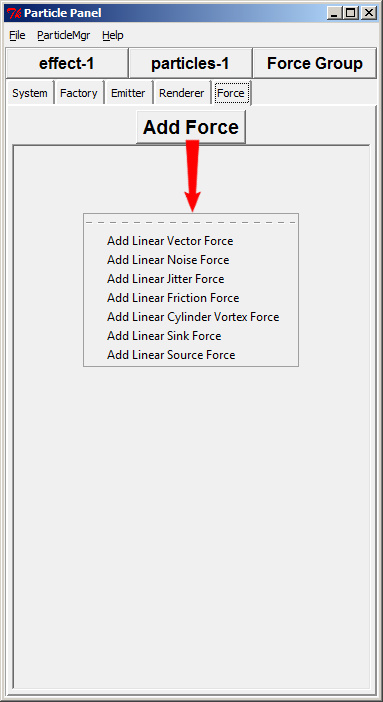 Particle Panel
File ParticleMgr Help
effect-1 particles-1 Force Group
System Factory Emitter Renderer Force
Add Force
Add Linear Vector Force
Add Linear Noise Force
Add Linear Jitter Force
Add Linear Friction Force
Add Linear Cylinder Vortex Force
Add Linear Sink Force
Add Linear Source Force